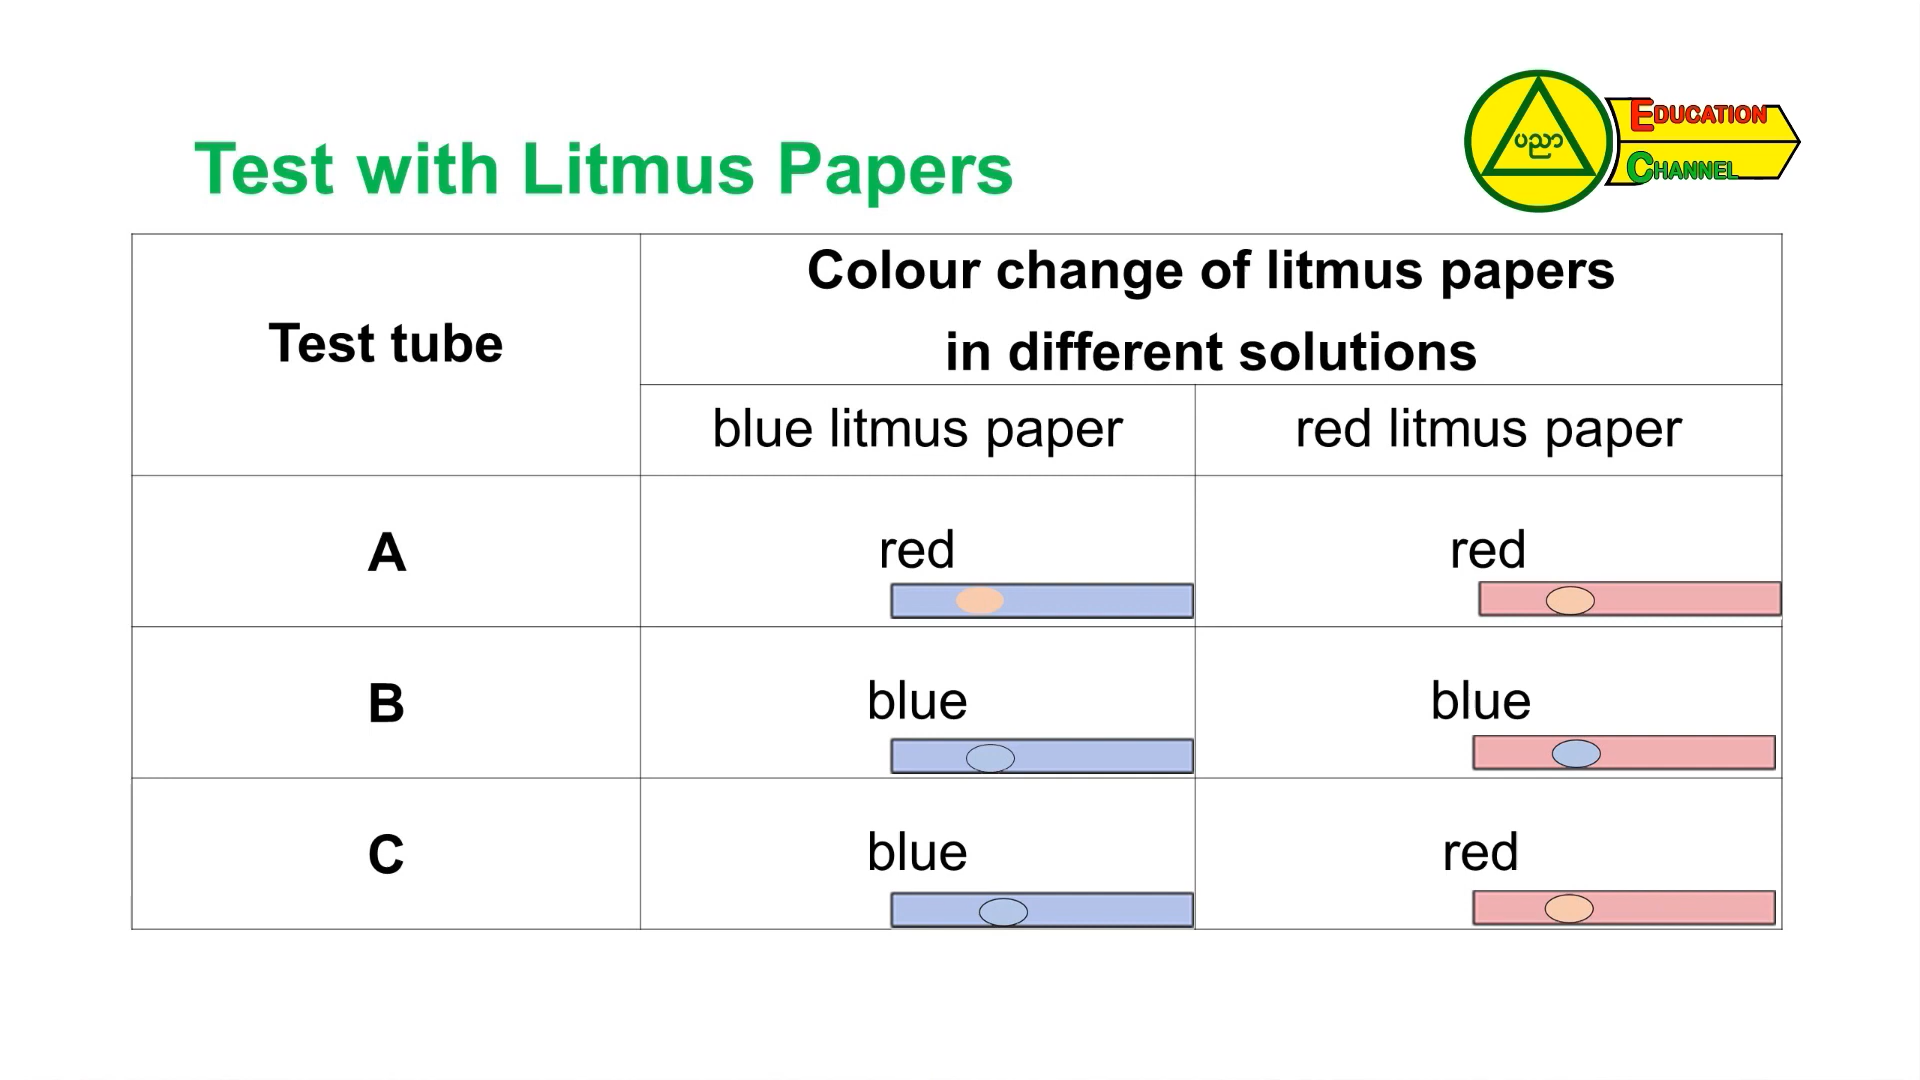 ပညာ
EDUCATION
CHANNEL
Test with Litmus Papers
Test tube
Colour change of litmus papers
in different solutions
blue litmus paper
red litmus paper
A
red
red
B
blue
blue
C
blue
red